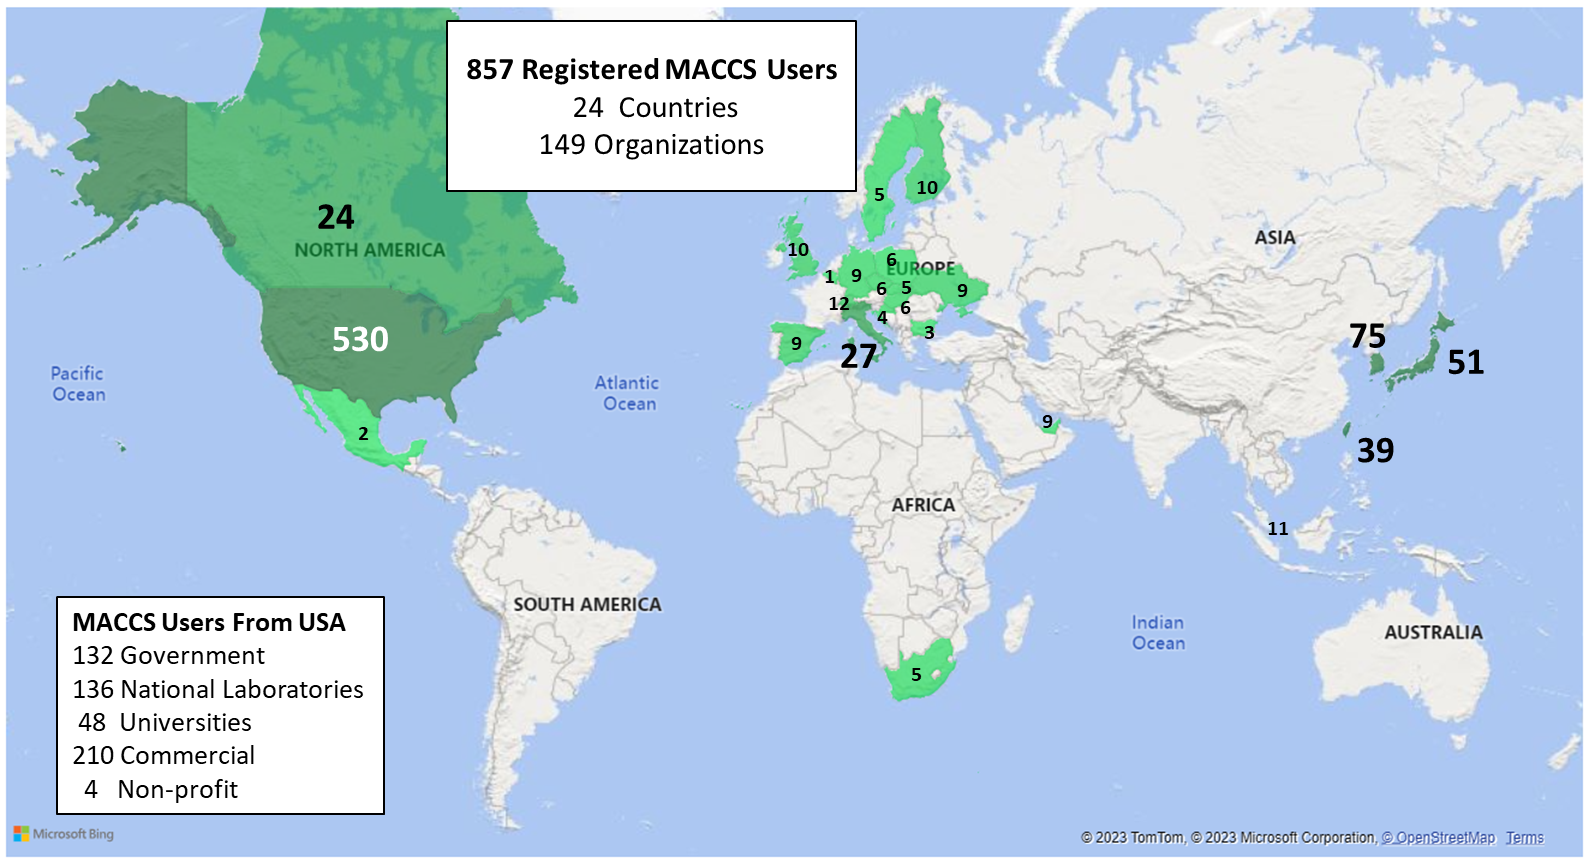 857 Registered MACCS Users
24 Countries
149 Organizations
5
10
24
NORTH AMERICA
10
ASIA
6
EUROPE
1
9
6
5
9
12
6
4
3
530
9
27
75
51
Pacific
Ocean
Atlantic
Ocean
2
9
39
AFRICA
11
SOUTH AMERICA
MACCS Users From USA
132 Government
136 National Laboratories
48 Universities
210 Commercial
4 Non-profit
Indian
Ocean
AUSTRALIA
5
Microsoft Bing
© 2023 TomTom, © 2023 Microsoft Corporation, © OpenStreetMap Terms